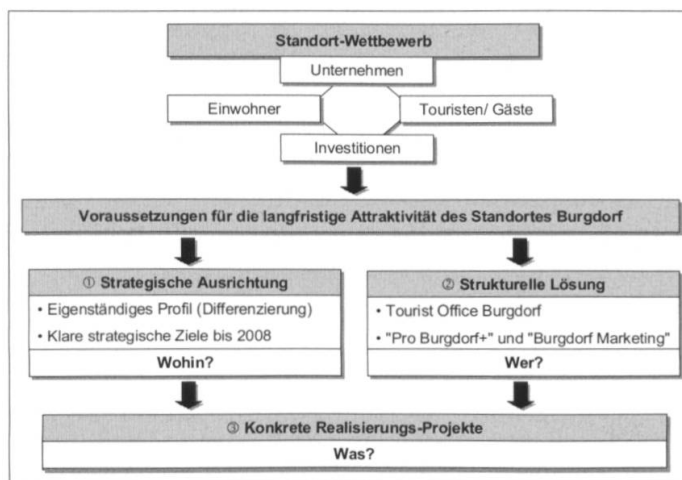 Standort-Wettbewerb
Unternehmen
Einwohner
Touristen/ Gäste
Investitionen
Voraussetzungen für die langfristige Attraktivität des Standortes Burgdorf
① Strategische Ausrichtung
• Eigenständiges Profil (Differenzierung)
• Klare strategische Ziele bis 2008
Wohin?
② Strukturelle Lösung
• Tourist Office Burgdorf
• "Pro Burgdorf+" und "Burgdorf Marketing"
Wer?
③ Konkrete Realisierungs-Projekte
Was?